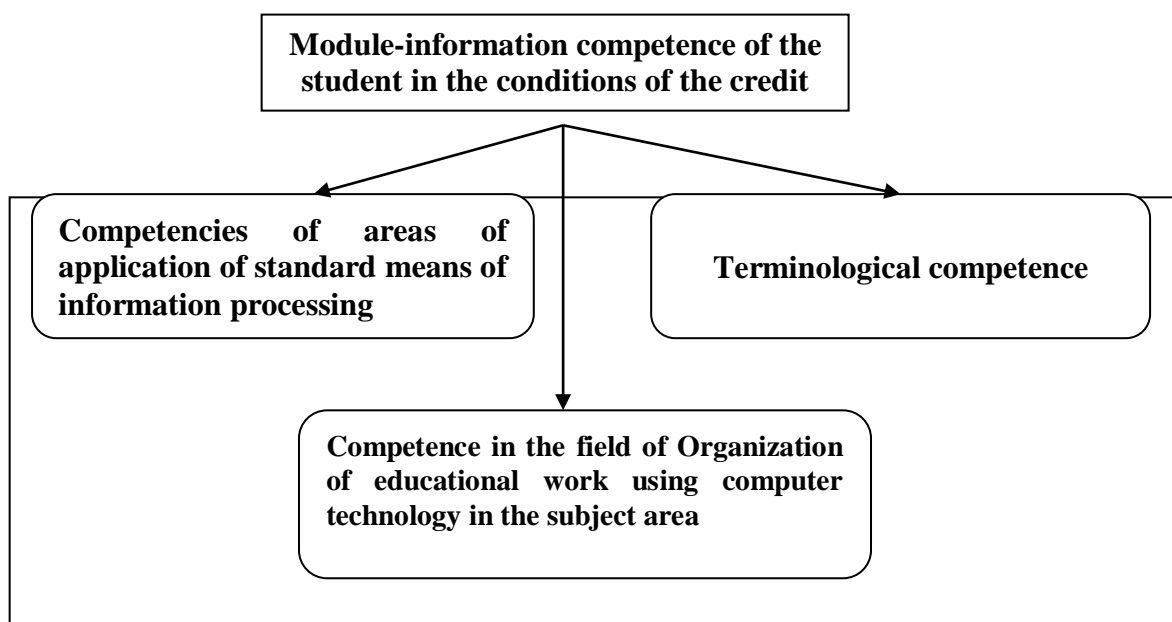 Module-information competence of the
student in the conditions of the credit
Competencies of areas of
application of standard means of
information processing
Terminological competence
Competence in the field of Organization
of educational work using computer
technology in the subject area